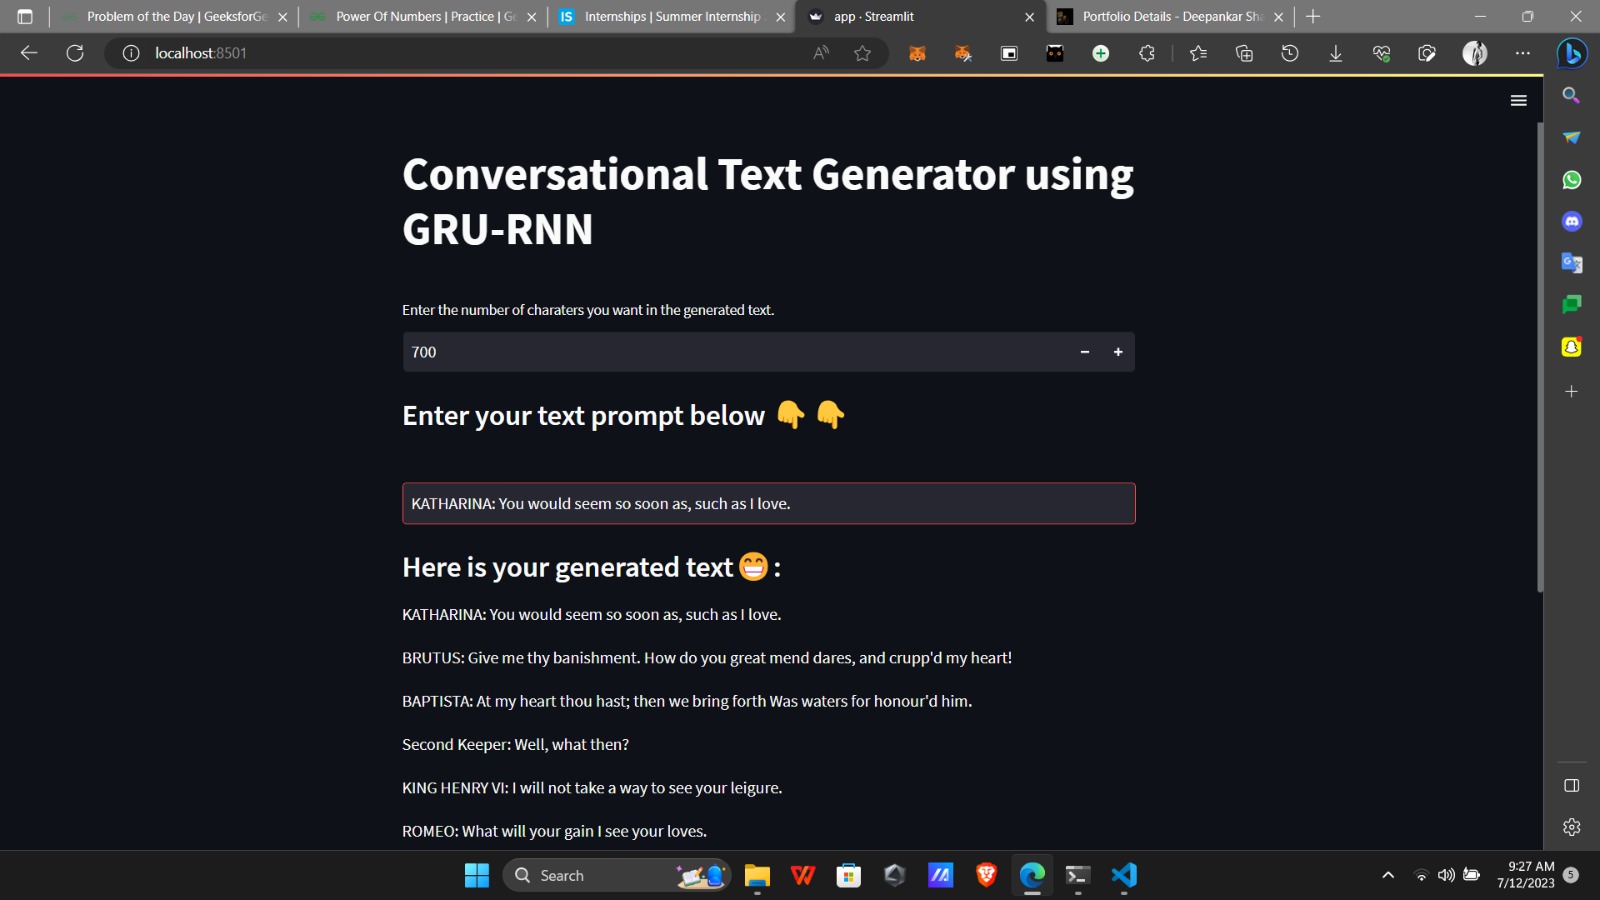 Problem of the Day | GeeksforGe
Power Of Numbers | Practice | Ge
IS Internships | Summer Internship
app · Streamlit
Portfolio Details - Deepankar Sha
localhost:8501
Conversational Text Generator using
GRU-RNN
Enter the number of charaters you want in the generated text.
700
Enter your text prompt below
KATHARINA: You would seem so soon as, such as I love.
Here is your generated text :
KATHARINA: You would seem so soon as, such as I love.
BRUTUS: Give me thy banishment. How do you great mend dares, and crupp'd my heart!
BAPTISTA: At my heart thou hast; then we bring forth Was waters for honour'd him.
Second Keeper: Well, what then?
KING HENRY VI: I will not take a way to see your leigure.
ROMEO: What will your gain I see your loves.
Search
9:27 AM
7/12/2023
5